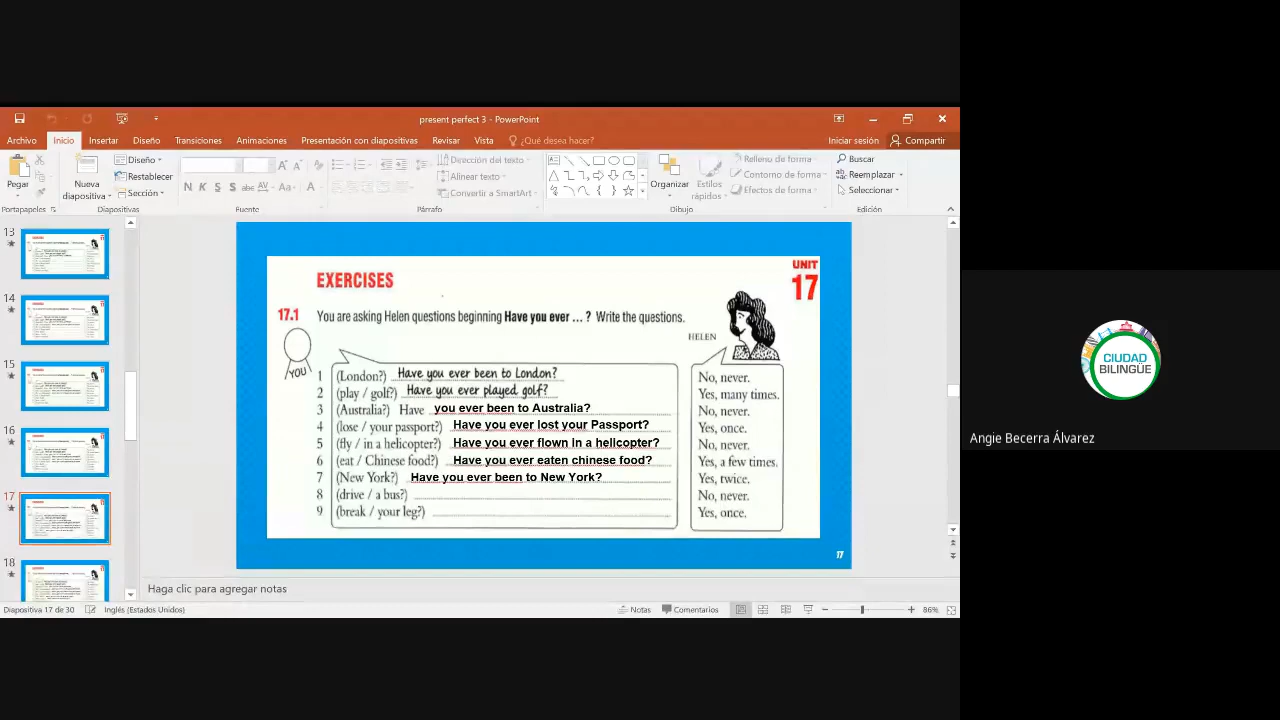 present perfect 3 - PowerPoint
Archivo Inicio Insertar Diseño Transiciones Animaciones Presentación con diapositivas Revisar Vista ¿Qué desea hacer? Iniciar sesión Compartir
Pegar
Nueva diapositiva
Diseño
Restablecer
Sección
N K S S abc AV Aa A
A A
Dirección del texto
Alinear texto
Convertir a SmartArt
Organizar
Estilos rápidos
Relleno de forma
Contorno de forma
Efectos de forma
Buscar
Reemplazar
Seleccionar
Portapapeles Diapositivas Fuente Párrafo Dibujo Edición
13
14
15
16
17
18
EXERCISES
UNIT
17
17.1 You are asking Helen questions beginning Have you ever ... ? Write the questions.
HELEN
YOU
1 (London?) Have you ever been to London? No, never.
2 (play / golf?) Have you ever played golf? Yes, many times.
3 (Australia?) Have you ever been to Australia? No, never.
4 (lose / your passport?) Have you ever lost your Passport? Yes, once.
5 (fly / in a helicopter?) Have you ever flown in a helicopter? No, never.
6 (eat / Chinese food?) Have you ever eaten chinese food? Yes, a few times.
7 (New York?) Have you ever been to New York? Yes, twice.
8 (drive / a bus?) No, never.
9 (break / your leg?) Yes, once.
17
Haga clic para agregar notas
Diapositiva 17 de 30 Inglés (Estados Unidos) Notas Comentarios 86%
CIUDAD
BILINGÜE
Angie Becerra Álvarez